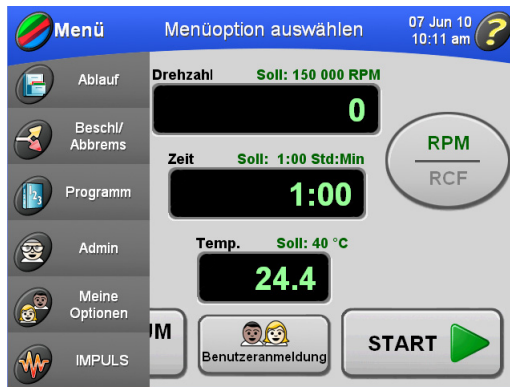 Menü
Menüoption auswählen
07 Jun 10
10:11 am
?
Ablauf
Beschl/
Abbrems
123
Programm
Admin
Meine
Optionen
IMPULS
Drehzahl Soll: 150 000 RPM
0
Zeit Soll: 1:00 Std:Min
1:00
Temp. Soll: 40 °C
24.4
RPM
RCF
UM
Benutzeranmeldung
START